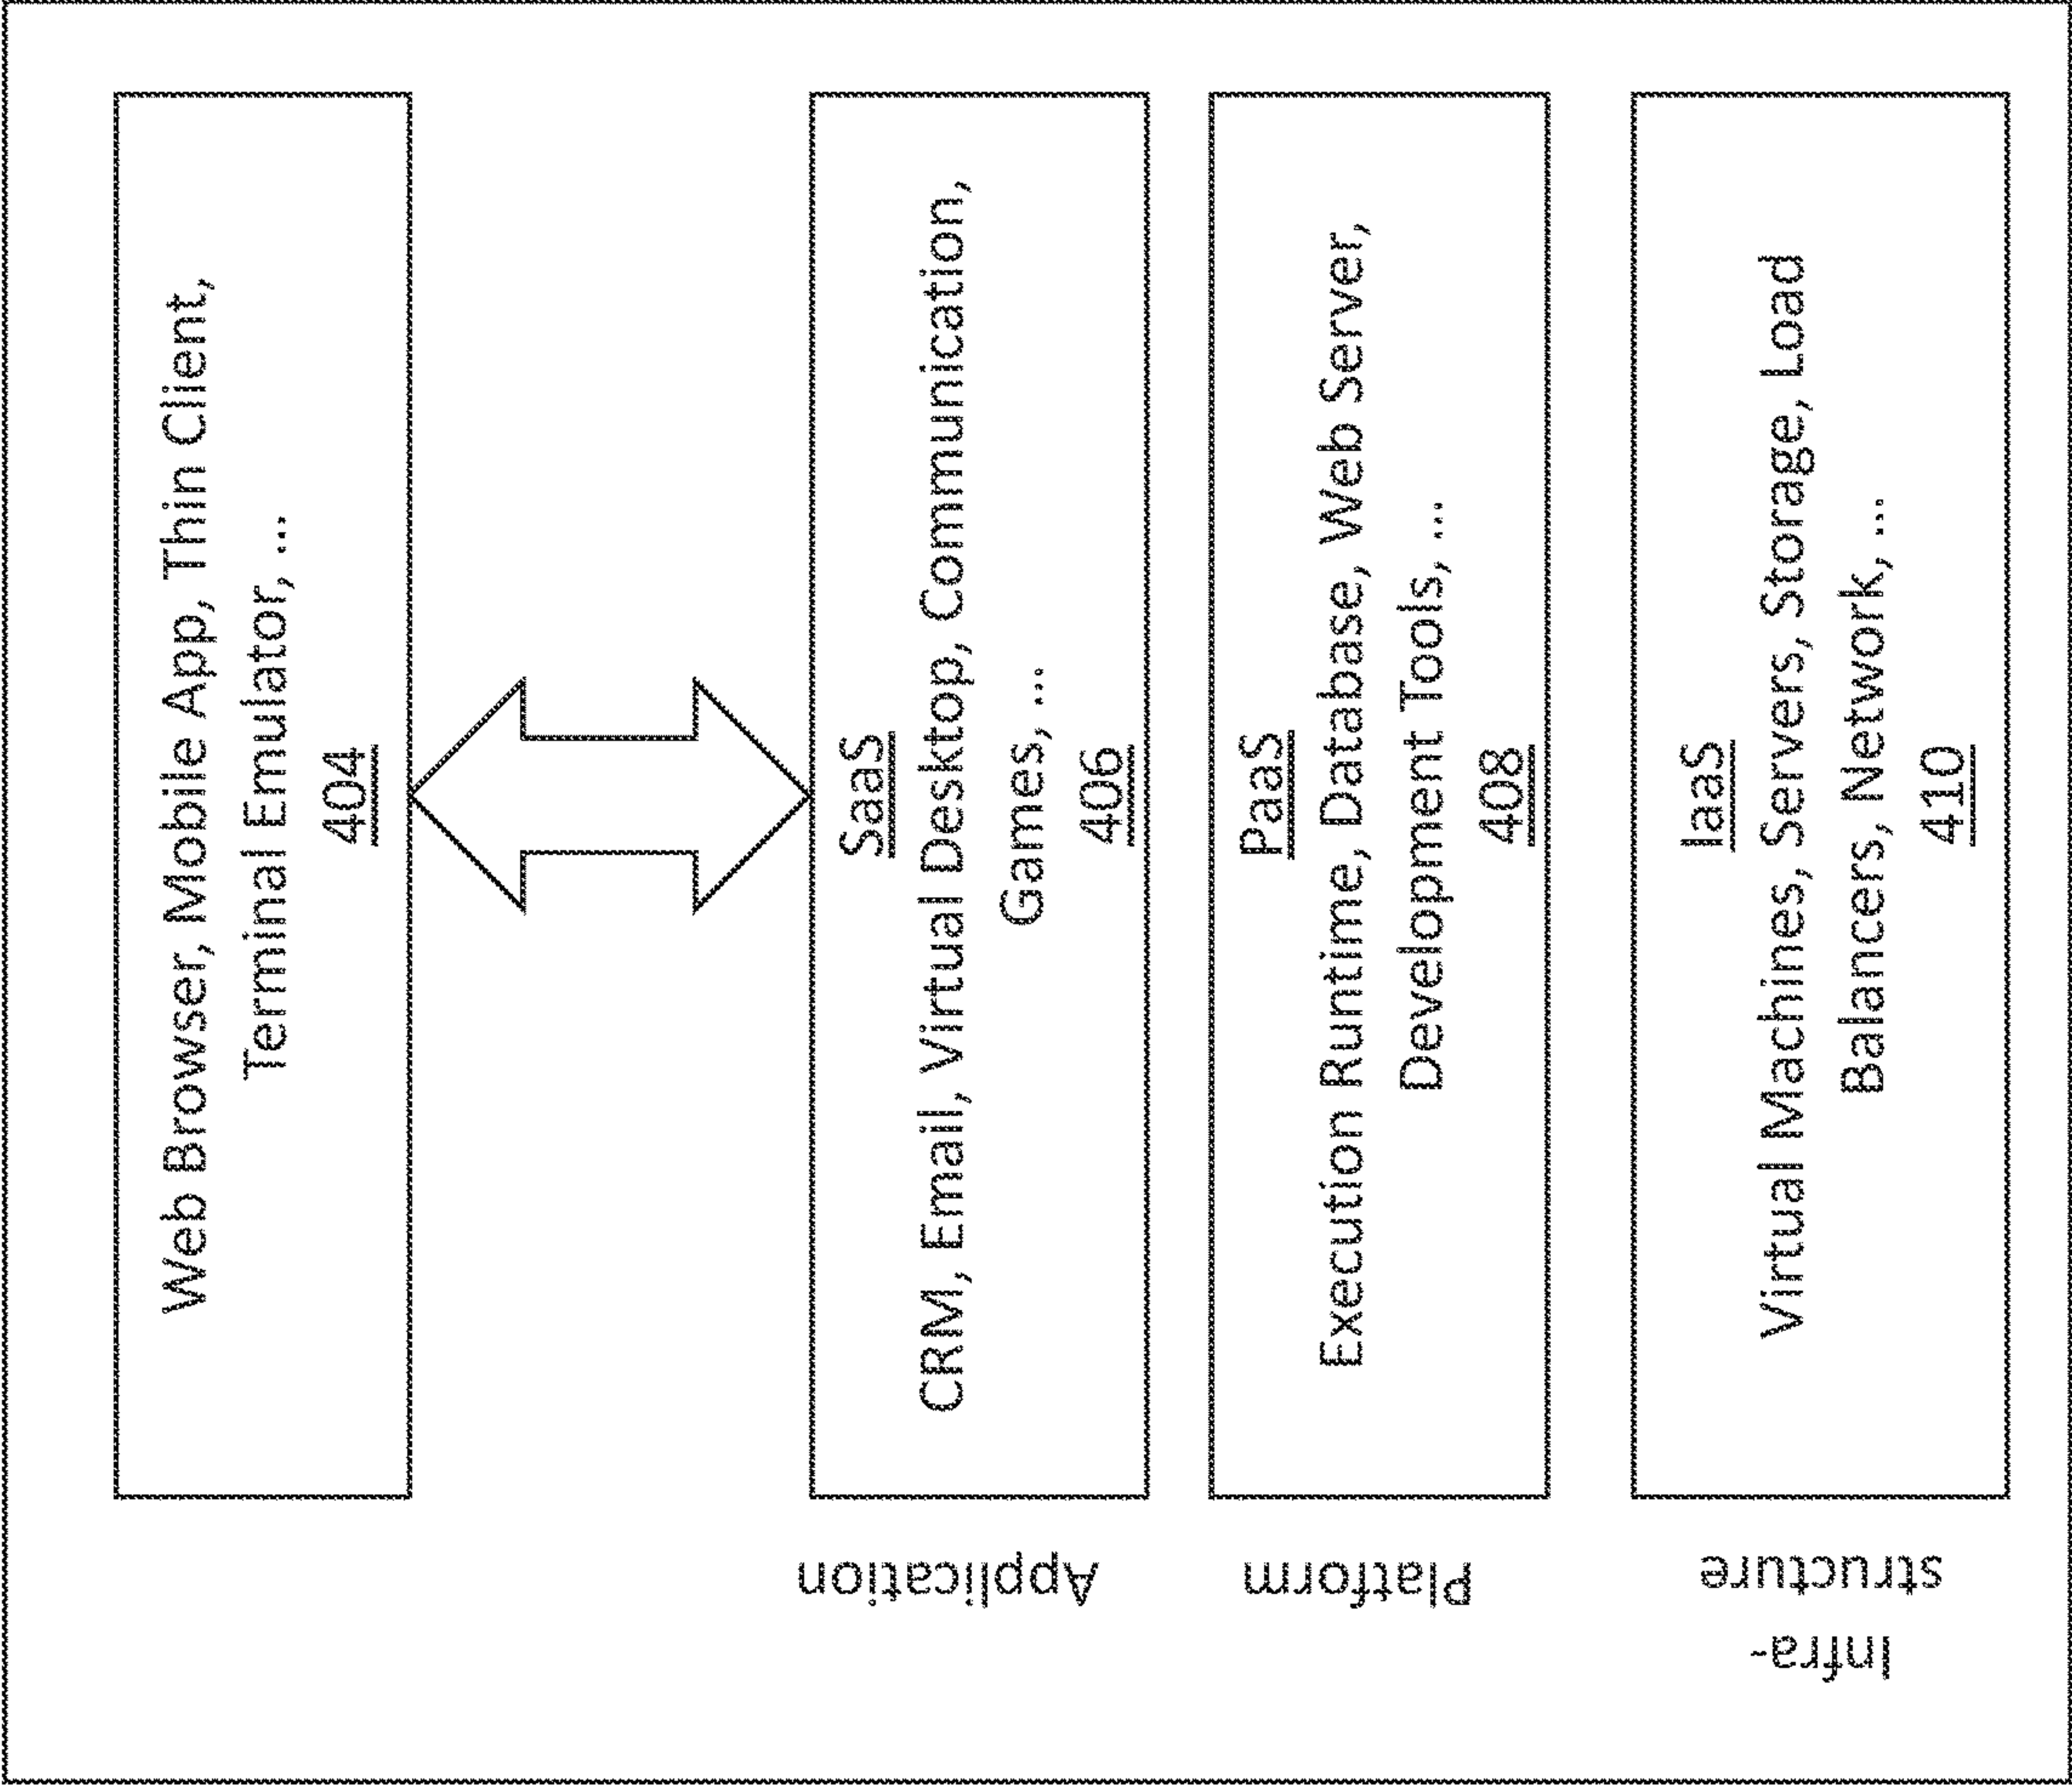 Web Browser, Mobile App, Thin Client,
Terminal Emulator, ...
404
Application
SaaS
CRM, Email, Virtual Desktop, Communication,
Games, ...
406
Platform
PaaS
Execution Runtime, Database, Web Server,
Development Tools, ...
408
Infra-
structure
IaaS
Virtual Machines, Servers, Storage, Load
Balancers, Network, ...
410